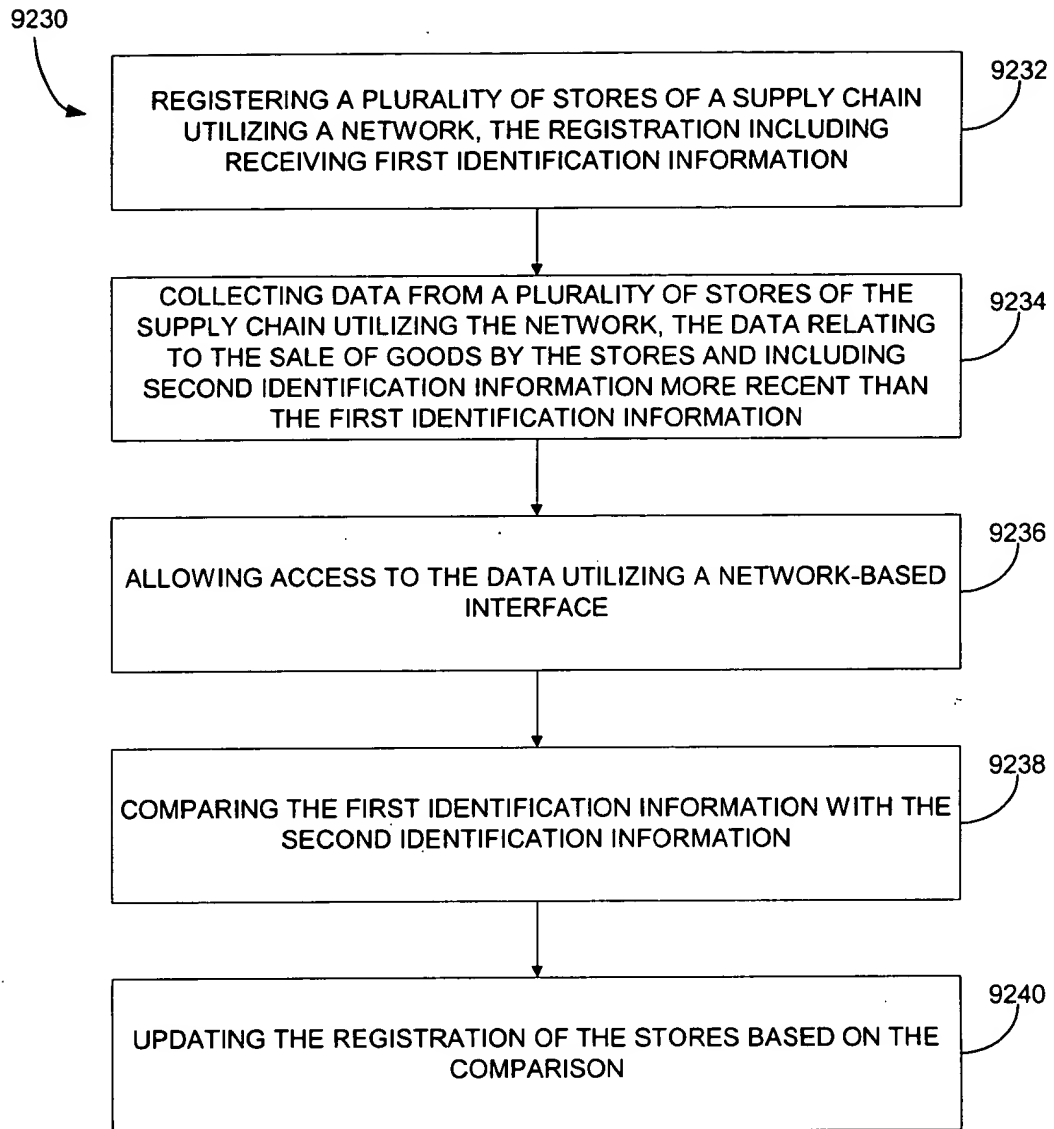 9230
9232
REGISTERING A PLURALITY OF STORES OF A SUPPLY CHAIN
UTILIZING A NETWORK, THE REGISTRATION INCLUDING
RECEIVING FIRST IDENTIFICATION INFORMATION
9234
COLLECTING DATA FROM A PLURALITY OF STORES OF THE
SUPPLY CHAIN UTILIZING THE NETWORK, THE DATA RELATING
TO THE SALE OF GOODS BY THE STORES AND INCLUDING
SECOND IDENTIFICATION INFORMATION MORE RECENT THAN
THE FIRST IDENTIFICATION INFORMATION
9236
ALLOWING ACCESS TO THE DATA UTILIZING A NETWORK-BASED
INTERFACE
9238
COMPARING THE FIRST IDENTIFICATION INFORMATION WITH THE
SECOND IDENTIFICATION INFORMATION
9240
UPDATING THE REGISTRATION OF THE STORES BASED ON THE
COMPARISON